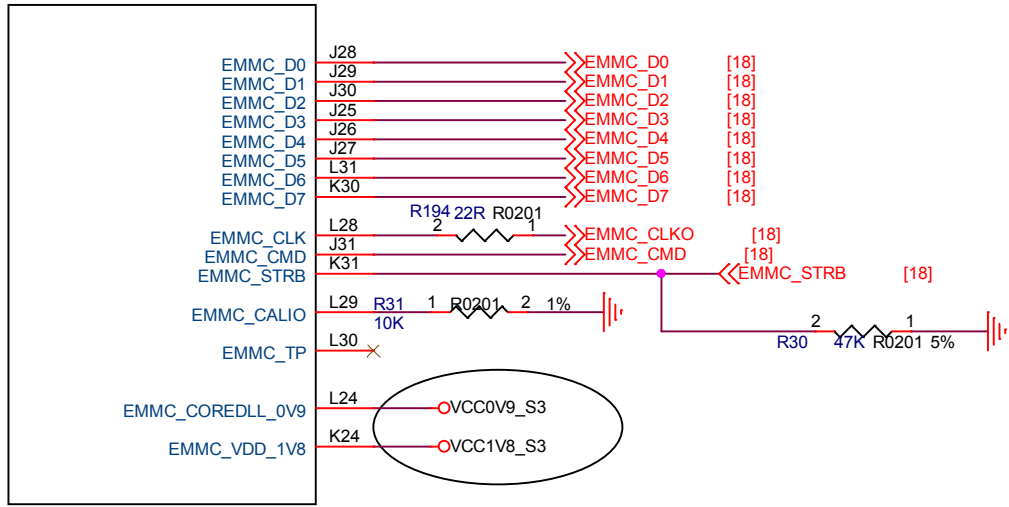 EMMC_D0 J28 EMMC_D0 [18]
EMMC_D1 J29 EMMC_D1 [18]
EMMC_D2 J30 EMMC_D2 [18]
EMMC_D3 J25 EMMC_D3 [18]
EMMC_D4 J26 EMMC_D4 [18]
EMMC_D5 J27 EMMC_D5 [18]
EMMC_D6 L31 EMMC_D6 [18]
EMMC_D7 K30 EMMC_D7 [18]
R194 22R R0201
EMMC_CLK L28 2 1 EMMC_CLKO [18]
EMMC_CMD J31 EMMC_CMD [18]
EMMC_STRB K31 EMMC_STRB [18]
EMMC_CALIO L29 R31 1 R0201 2 1%
10K
2 1
R30 47K R0201 5%
EMMC_TP L30
EMMC_COREDLL_0V9 L24 VCC0V9_S3
EMMC_VDD_1V8 K24 VCC1V8_S3